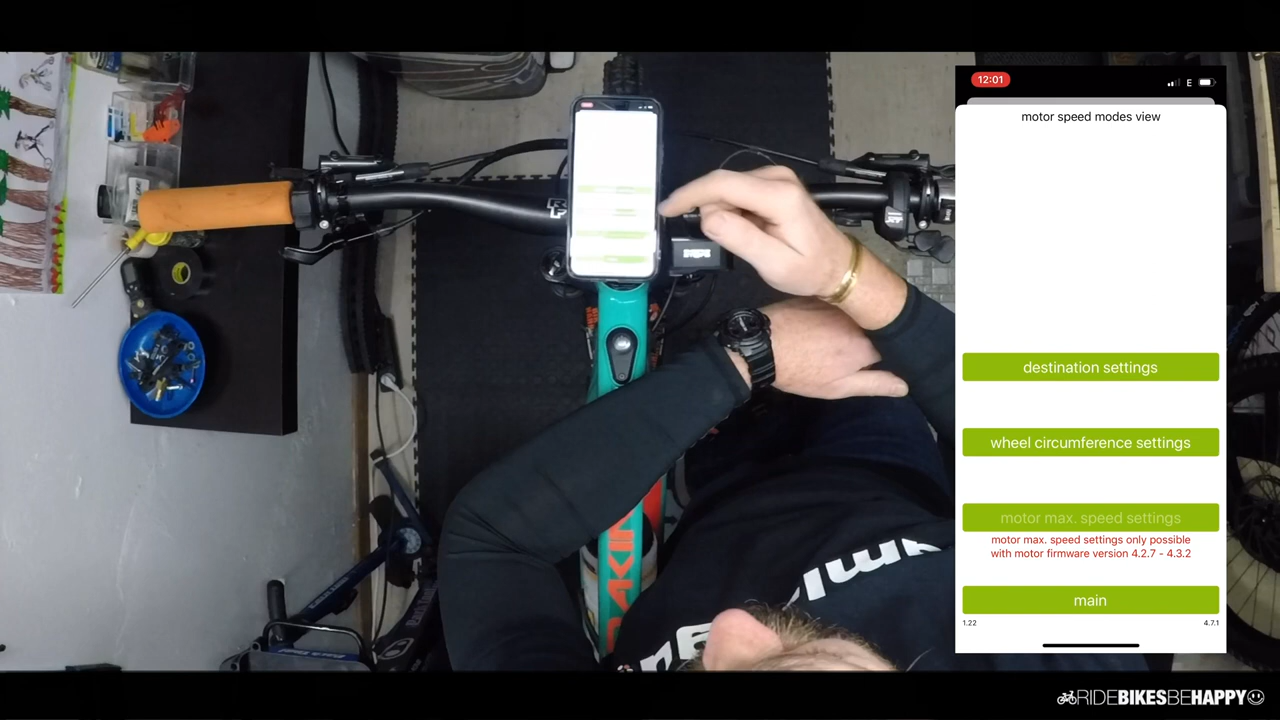 12:01
E
motor speed modes view
destination settings
wheel circumference settings
motor max. speed settings
motor max. speed settings only possible
with motor firmware version 4.2.7 - 4.3.2
main
1.22
4.7.1
RIDEBIKESBEHAPPY